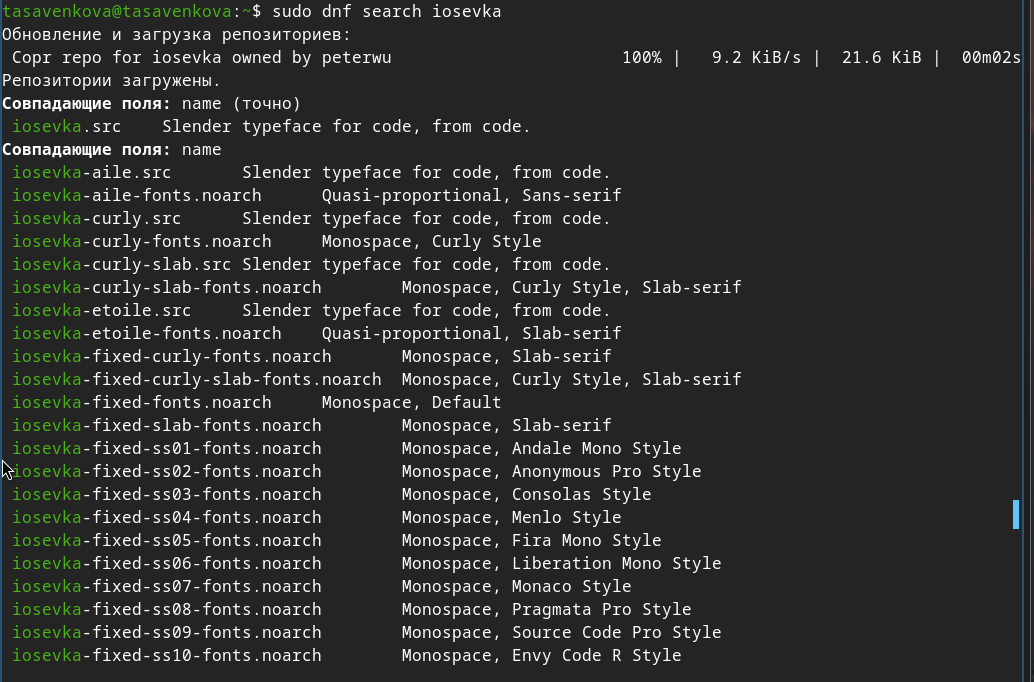 tasavenkova@tasavenkova:~$ sudo dnf search iosevka
Обновление и загрузка репозиториев:
Copr repo for iosevka owned by peterwu 100% | 9.2 KiB/s | 21.6 KiB | 00m02s
Репозитории загружены.
Совпадающие поля: name (точно)
iosevka.src Slender typeface for code, from code.
Совпадающие поля: name
iosevka-aile.src Slender typeface for code, from code.
iosevka-aile-fonts.noarch Quasi-proportional, Sans-serif
iosevka-curly.src Slender typeface for code, from code.
iosevka-curly-fonts.noarch Monospace, Curly Style
iosevka-curly-slab.src Slender typeface for code, from code.
iosevka-curly-slab-fonts.noarch Monospace, Curly Style, Slab-serif
iosevka-etoile.src Slender typeface for code, from code.
iosevka-etoile-fonts.noarch Quasi-proportional, Slab-serif
iosevka-fixed-curly-fonts.noarch Monospace, Slab-serif
iosevka-fixed-curly-slab-fonts.noarch Monospace, Curly Style, Slab-serif
iosevka-fixed-fonts.noarch Monospace, Default
iosevka-fixed-slab-fonts.noarch Monospace, Slab-serif
iosevka-fixed-ss01-fonts.noarch Monospace, Andale Mono Style
iosevka-fixed-ss02-fonts.noarch Monospace, Anonymous Pro Style
iosevka-fixed-ss03-fonts.noarch Monospace, Consolas Style
iosevka-fixed-ss04-fonts.noarch Monospace, Menlo Style
iosevka-fixed-ss05-fonts.noarch Monospace, Fira Mono Style
iosevka-fixed-ss06-fonts.noarch Monospace, Liberation Mono Style
iosevka-fixed-ss07-fonts.noarch Monospace, Monaco Style
iosevka-fixed-ss08-fonts.noarch Monospace, Pragmata Pro Style
iosevka-fixed-ss09-fonts.noarch Monospace, Source Code Pro Style
iosevka-fixed-ss10-fonts.noarch Monospace, Envy Code R Style